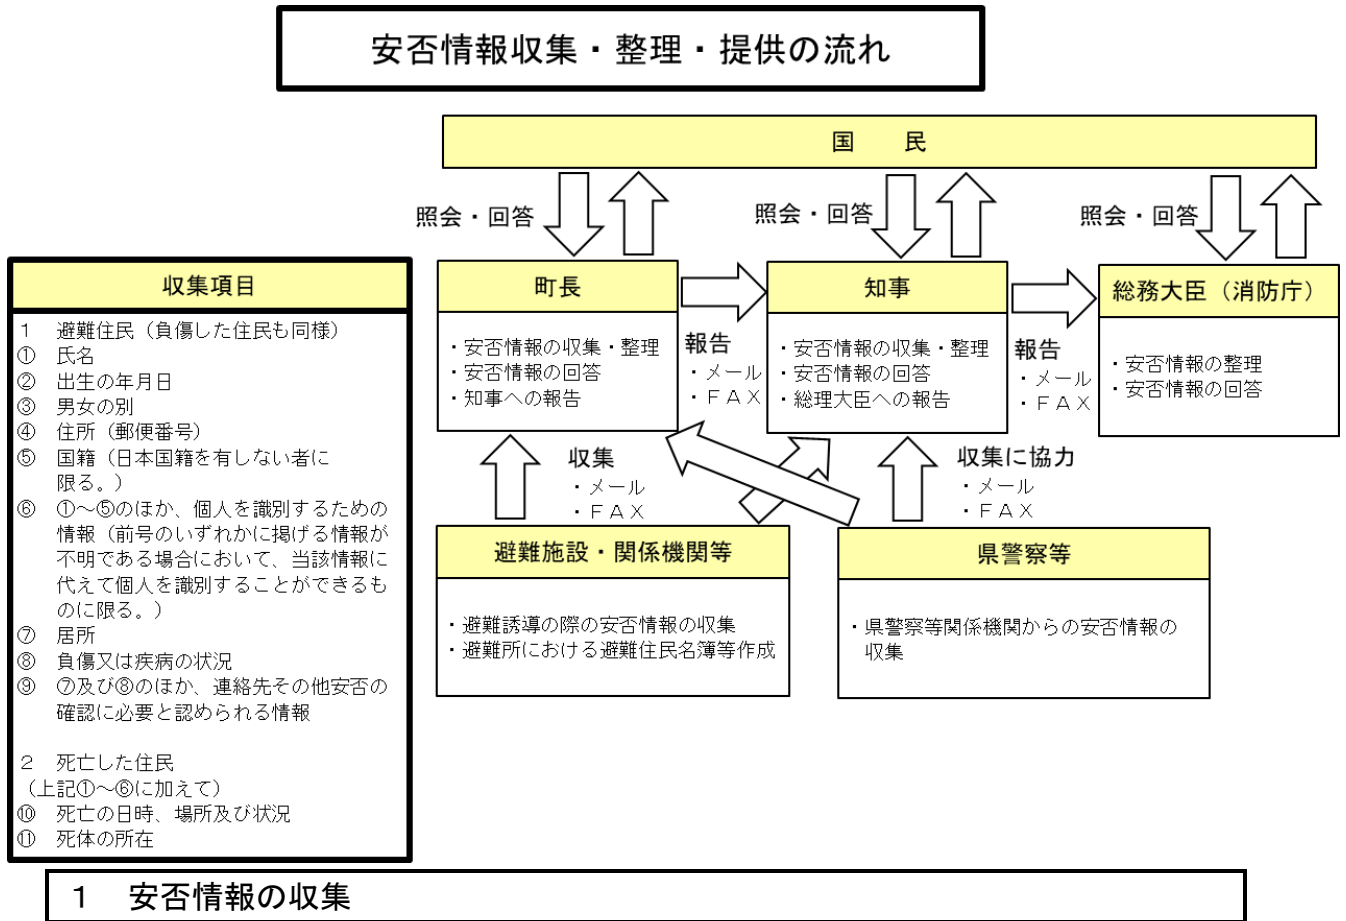 安否情報収集・整理・提供の流れ
国　　民
照会・回答
照会・回答
照会・回答
収集項目
１　避難住民（負傷した住民も同様）
①　氏名
②　出生の年月日
③　男女の別
④　住所（郵便番号）
⑤　国籍（日本国籍を有しない者に
限る。）
⑥　①～⑤のほか、個人を識別するための
情報（前号のいずれかに掲げる情報が
不明である場合において、当該情報に
代えて個人を識別することができるも
のに限る。）
⑦　居所
⑧　負傷又は疾病の状況
⑨　⑦及び⑧のほか、連絡先その他安否の
確認に必要と認められる情報
２　死亡した住民
（上記①～⑥に加えて）
⑩　死亡の日時、場所及び状況
⑪　死体の所在
町長
・安否情報の収集・整理
・安否情報の回答
・知事への報告
報告
・メール
・ＦＡＸ
知事
・安否情報の収集・整理
・安否情報の回答
・総理大臣への報告
報告
・メール
・ＦＡＸ
総務大臣（消防庁）
・安否情報の整理
・安否情報の回答
収集
・メール
・ＦＡＸ
収集に協力
・メール
・ＦＡＸ
避難施設・関係機関等
・避難誘導の際の安否情報の収集
・避難所における避難住民名簿等作成
県警察等
・県警察等関係機関からの安否情報の
収集
１　安否情報の収集